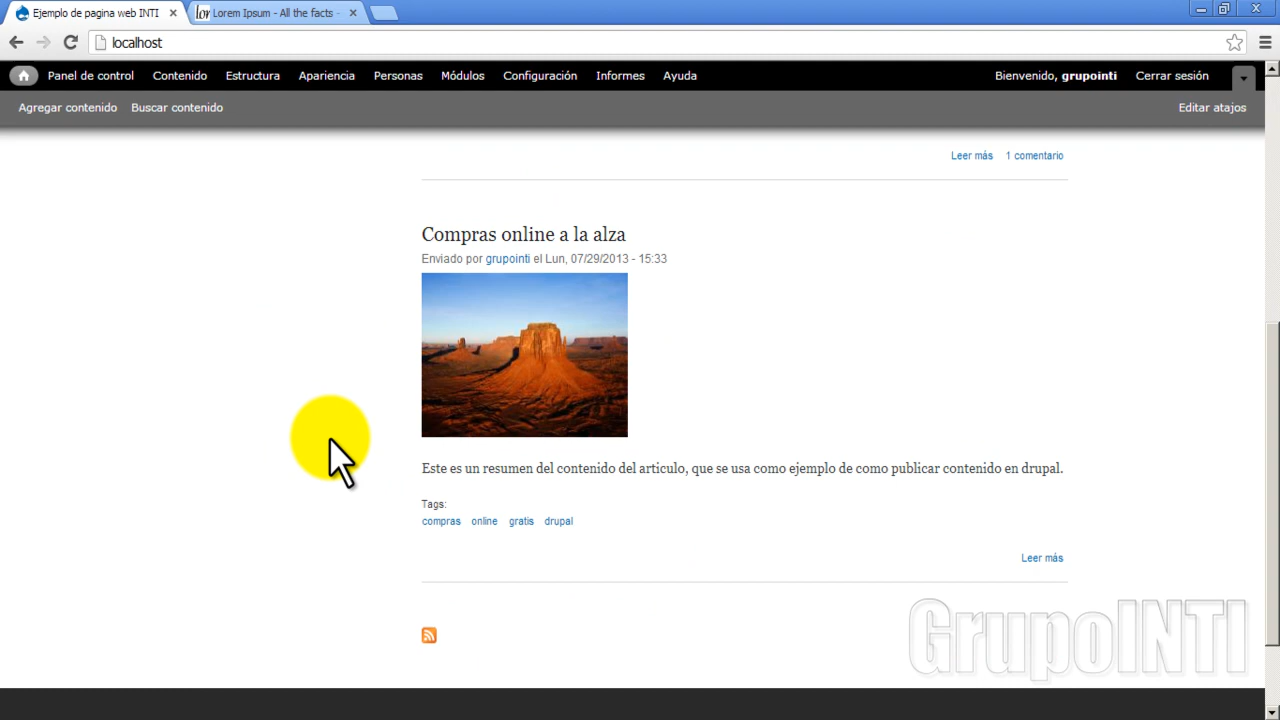 Ejemplo de pagina web INTI
lor Lorem Ipsum - All the facts -
localhost
Panel de control Contenido Estructura Apariencia Personas Módulos Configuración Informes Ayuda Bienvenido, grupointi Cerrar sesión
Agregar contenido Buscar contenido Editar atajos
Leer más 1 comentario
Compras online a la alza
Enviado por grupointi el Lun, 07/29/2013 - 15:33
Este es un resumen del contenido del articulo, que se usa como ejemplo de como publicar contenido en drupal.
Tags:
compras online gratis drupal
Leer más
GrupoINTI